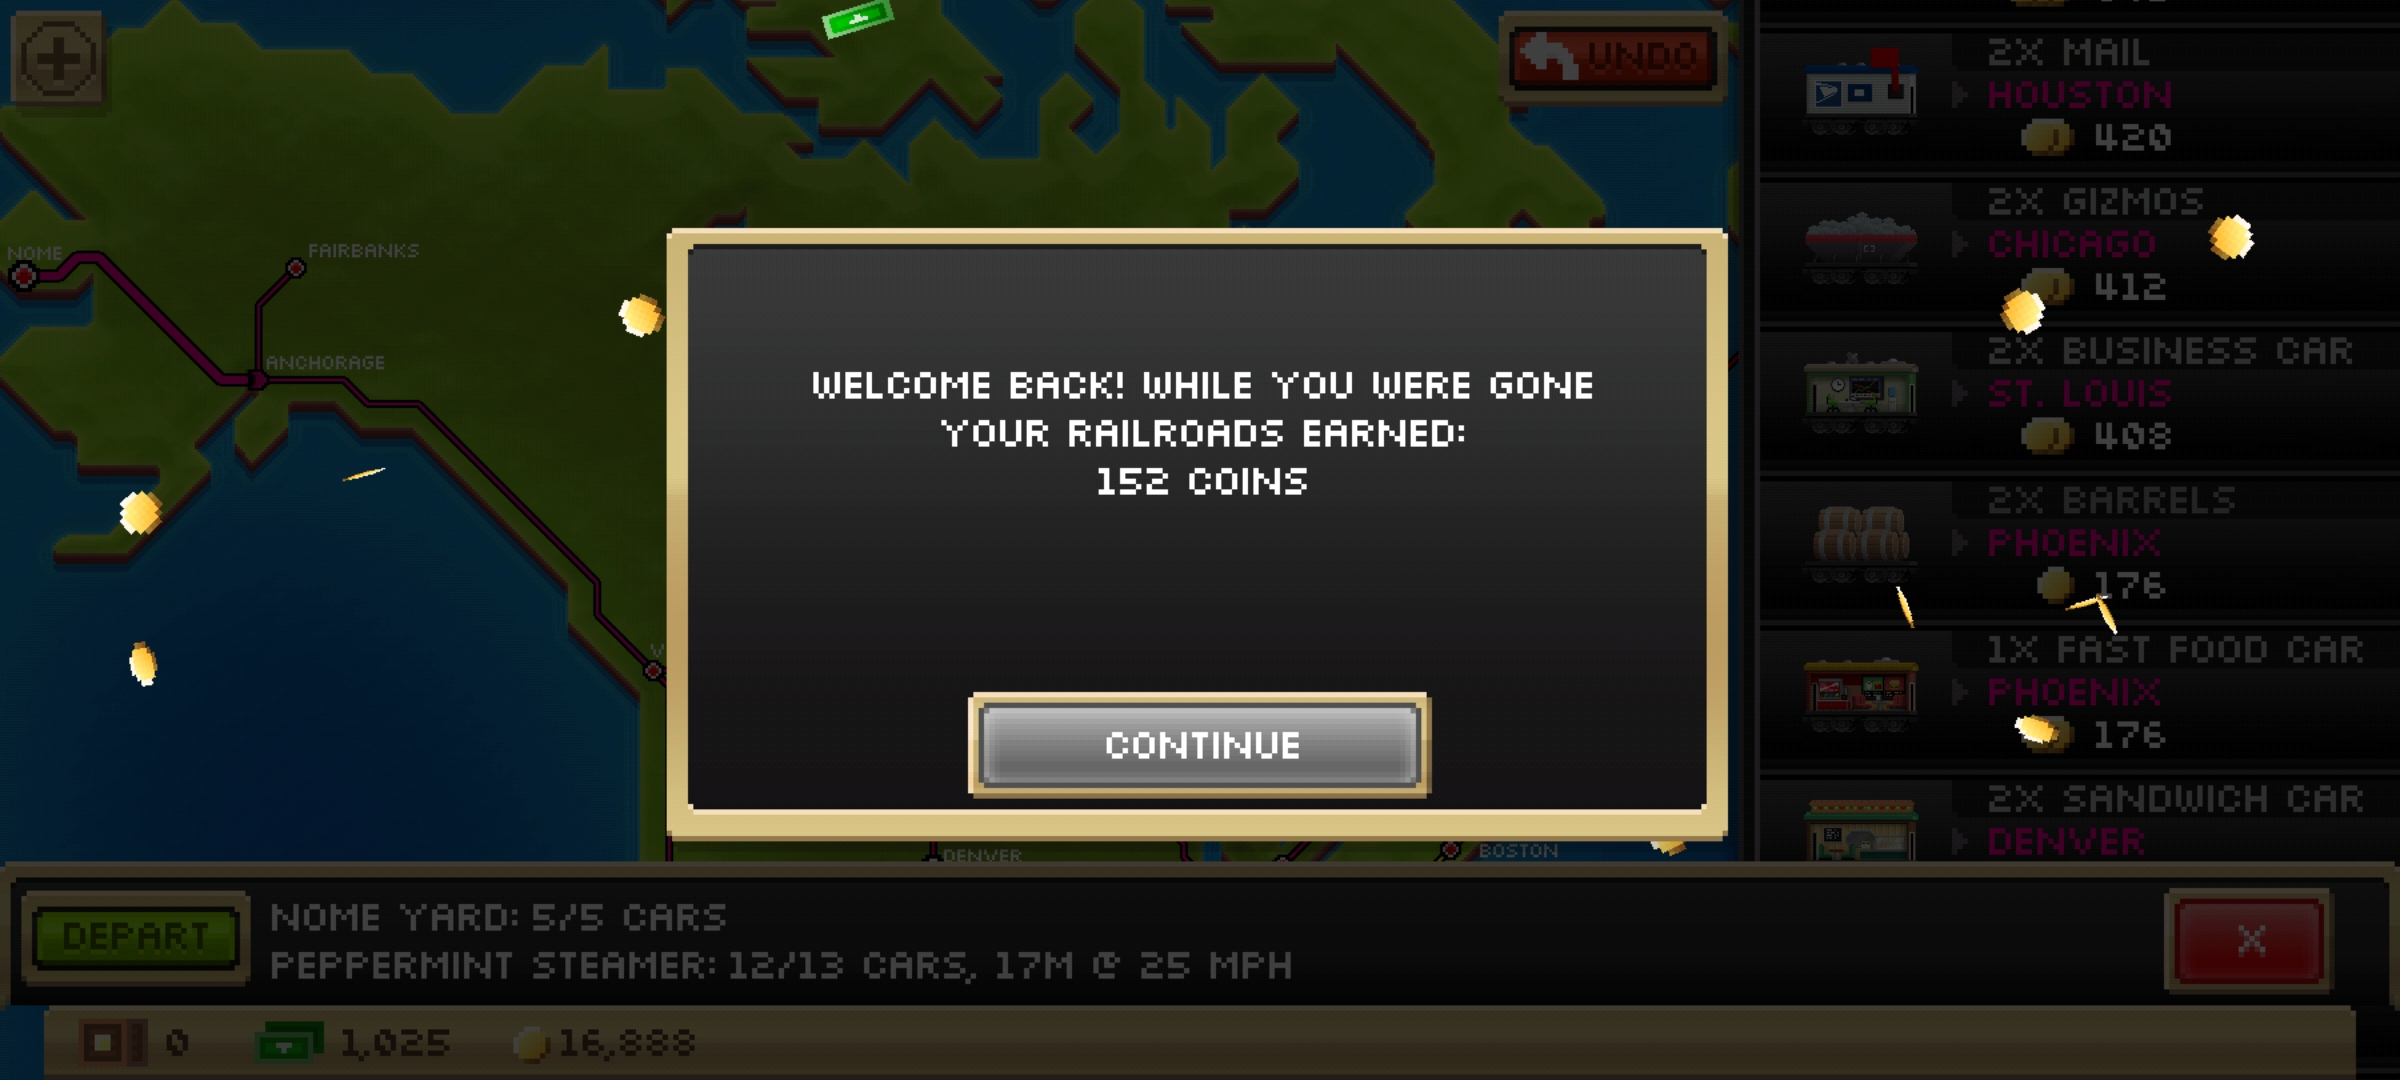 UNDO
NOME
FAIRBANKS
ANCHORAGE
V
DENVER
BOSTON
WELCOME BACK! WHILE YOU WERE GONE
YOUR RAILROADS EARNED:
152 COINS
CONTINUE
2X MAIL
HOUSTON
420
2X GIZMOS
CHICAGO
412
2X BUSINESS CAR
ST. LOUIS
408
2X BARRELS
PHOENIX
176
1X FAST FOOD CAR
PHOENIX
176
2X SANDWICH CAR
DENVER
DEPART
NOME YARD: 5/5 CARS
PEPPERMINT STEAMER: 12/13 CARS, 17M @ 25 MPH
X
0
1,025
16,888